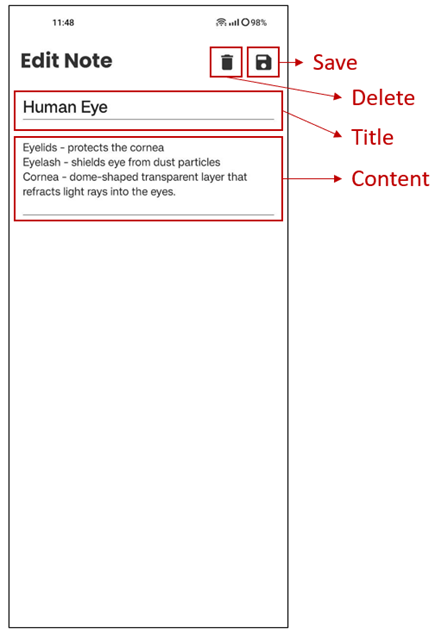 11:48
98%
Edit Note
Save
Delete
Human Eye
Title
Eyelids - protects the cornea
Eyelash - shields eye from dust particles
Cornea - dome-shaped transparent layer that
refracts light rays into the eyes.
Content